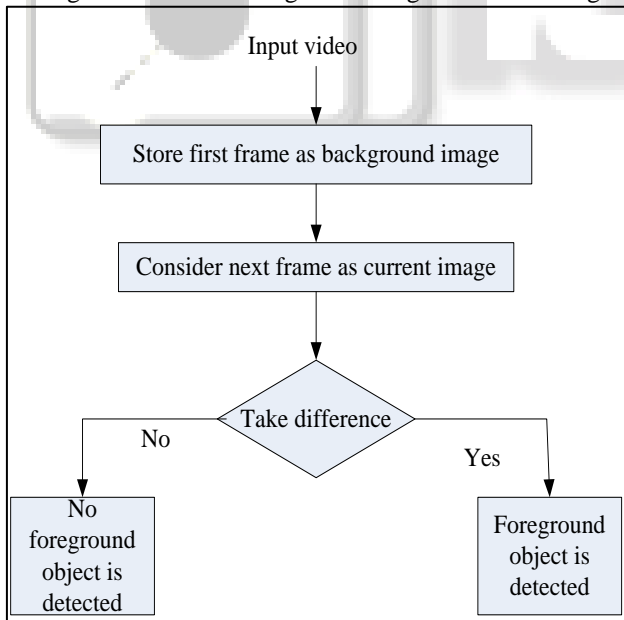 Input video
Store first frame as background image
Consider next frame as current image
Take difference
No
Yes
No
foreground
object is
detected
Foreground
object is
detected